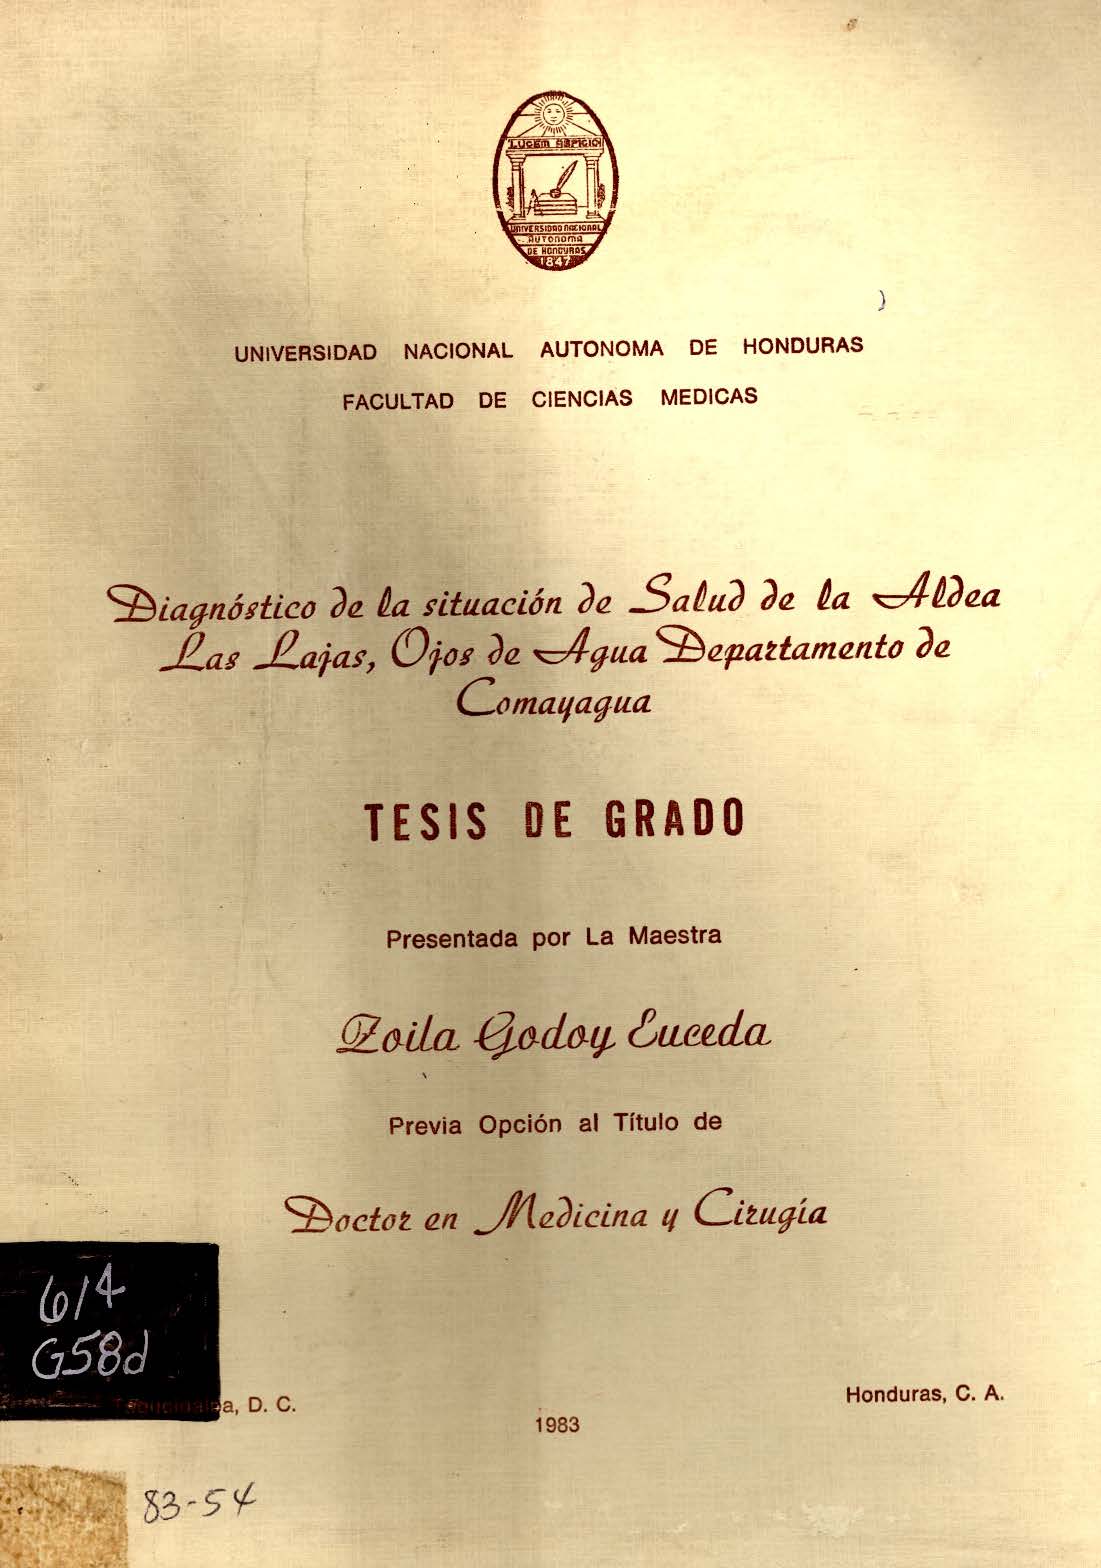 LUCEM ASPICIO
UNIVERSIDAD NACIONAL
AUTONOMA
DE HONDURAS
1847
UNIVERSIDAD NACIONAL AUTONOMA DE HONDURAS
FACULTAD DE CIENCIAS MEDICAS
Diagnóstico de la situación de Salud de la Aldea
Las Lajas, Ojos de Agua Departamento de
Comayagua
TESIS DE GRADO
Presentada por La Maestra
Zoila Godoy Euceda
Previa Opción al Título de
Doctor en Medicina y Cirugía
614
G58d
Tegucigalpa, D. C.
Honduras, C. A.
1983
83-54